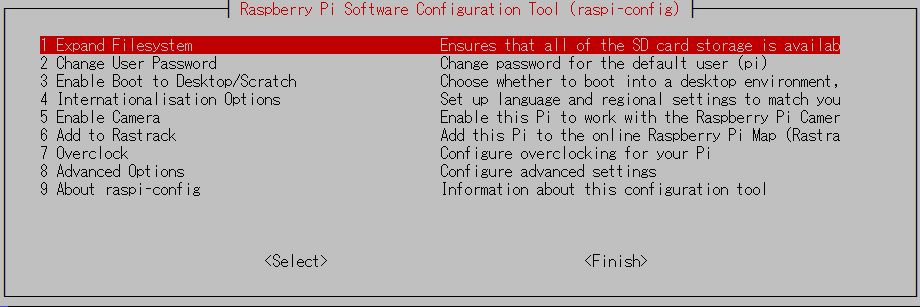 Raspberry Pi Software Configuration Tool (raspi-config)
1 Expand Filesystem Ensures that all of the SD card storage is availab
2 Change User Password Change password for the default user (pi)
3 Enable Boot to Desktop/Scratch Choose whether to boot into a desktop environment,
4 Internationalisation Options Set up language and regional settings to match you
5 Enable Camera Enable this Pi to work with the Raspberry Pi Camer
6 Add to Rastrack Add this Pi to the online Raspberry Pi Map (Rastra
7 Overclock Configure overclocking for your Pi
8 Advanced Options Configure advanced settings
9 About raspi-config Information about this configuration tool
<Select> <Finish>